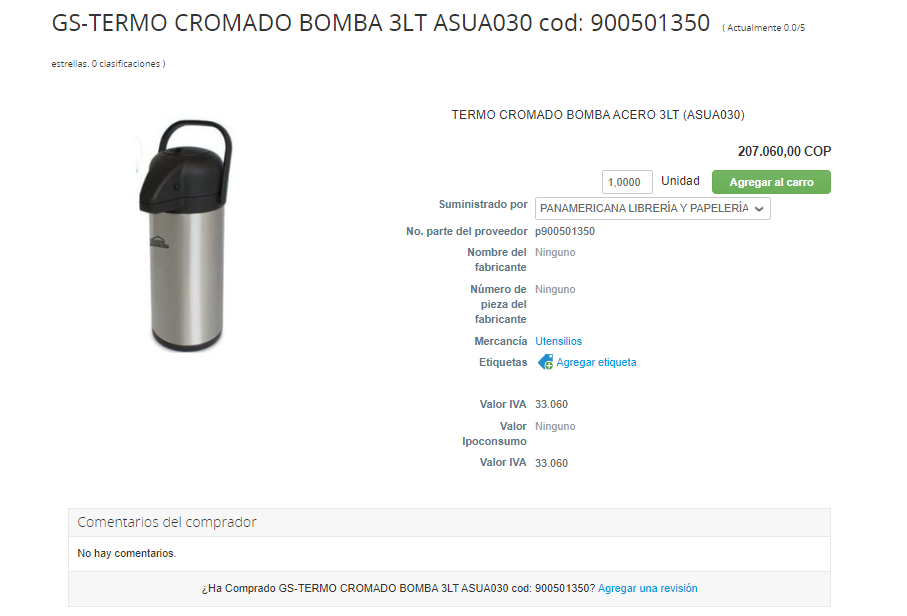 GS-TERMO CROMADO BOMBA 3LT ASUA030 cod: 900501350 ( Actualmente 0.0/5
estrellas. 0 clasificaciones )
TERMO CROMADO BOMBA ACERO 3LT (ASUA030)
207.060,00 COP
1,0000 Unidad Agregar al carro
Suministrado por PANAMERICANA LIBRERÍA Y PAPELERÍA
No. parte del proveedor p900501350
Nombre del Ninguno
fabricante
Número de Ninguno
pieza del
fabricante
Mercancía Utensilios
Etiquetas Agregar etiqueta
Valor IVA 33.060
Valor Ninguno
Ipoconsumo
Valor IVA 33.060
Comentarios del comprador
No hay comentarios.
¿Ha Comprado GS-TERMO CROMADO BOMBA 3LT ASUA030 cod: 900501350? Agregar una revisión